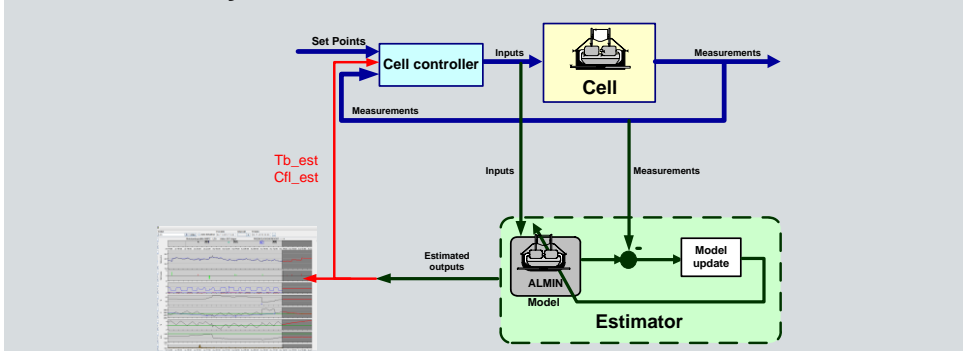 Set Points
Cell controller
Inputs
Cell
Measurements
Measurements
Tb_est
Cfl_est
Inputs
Measurements
Estimated
outputs
ALMIN
Model
-
Model
update
Estimator